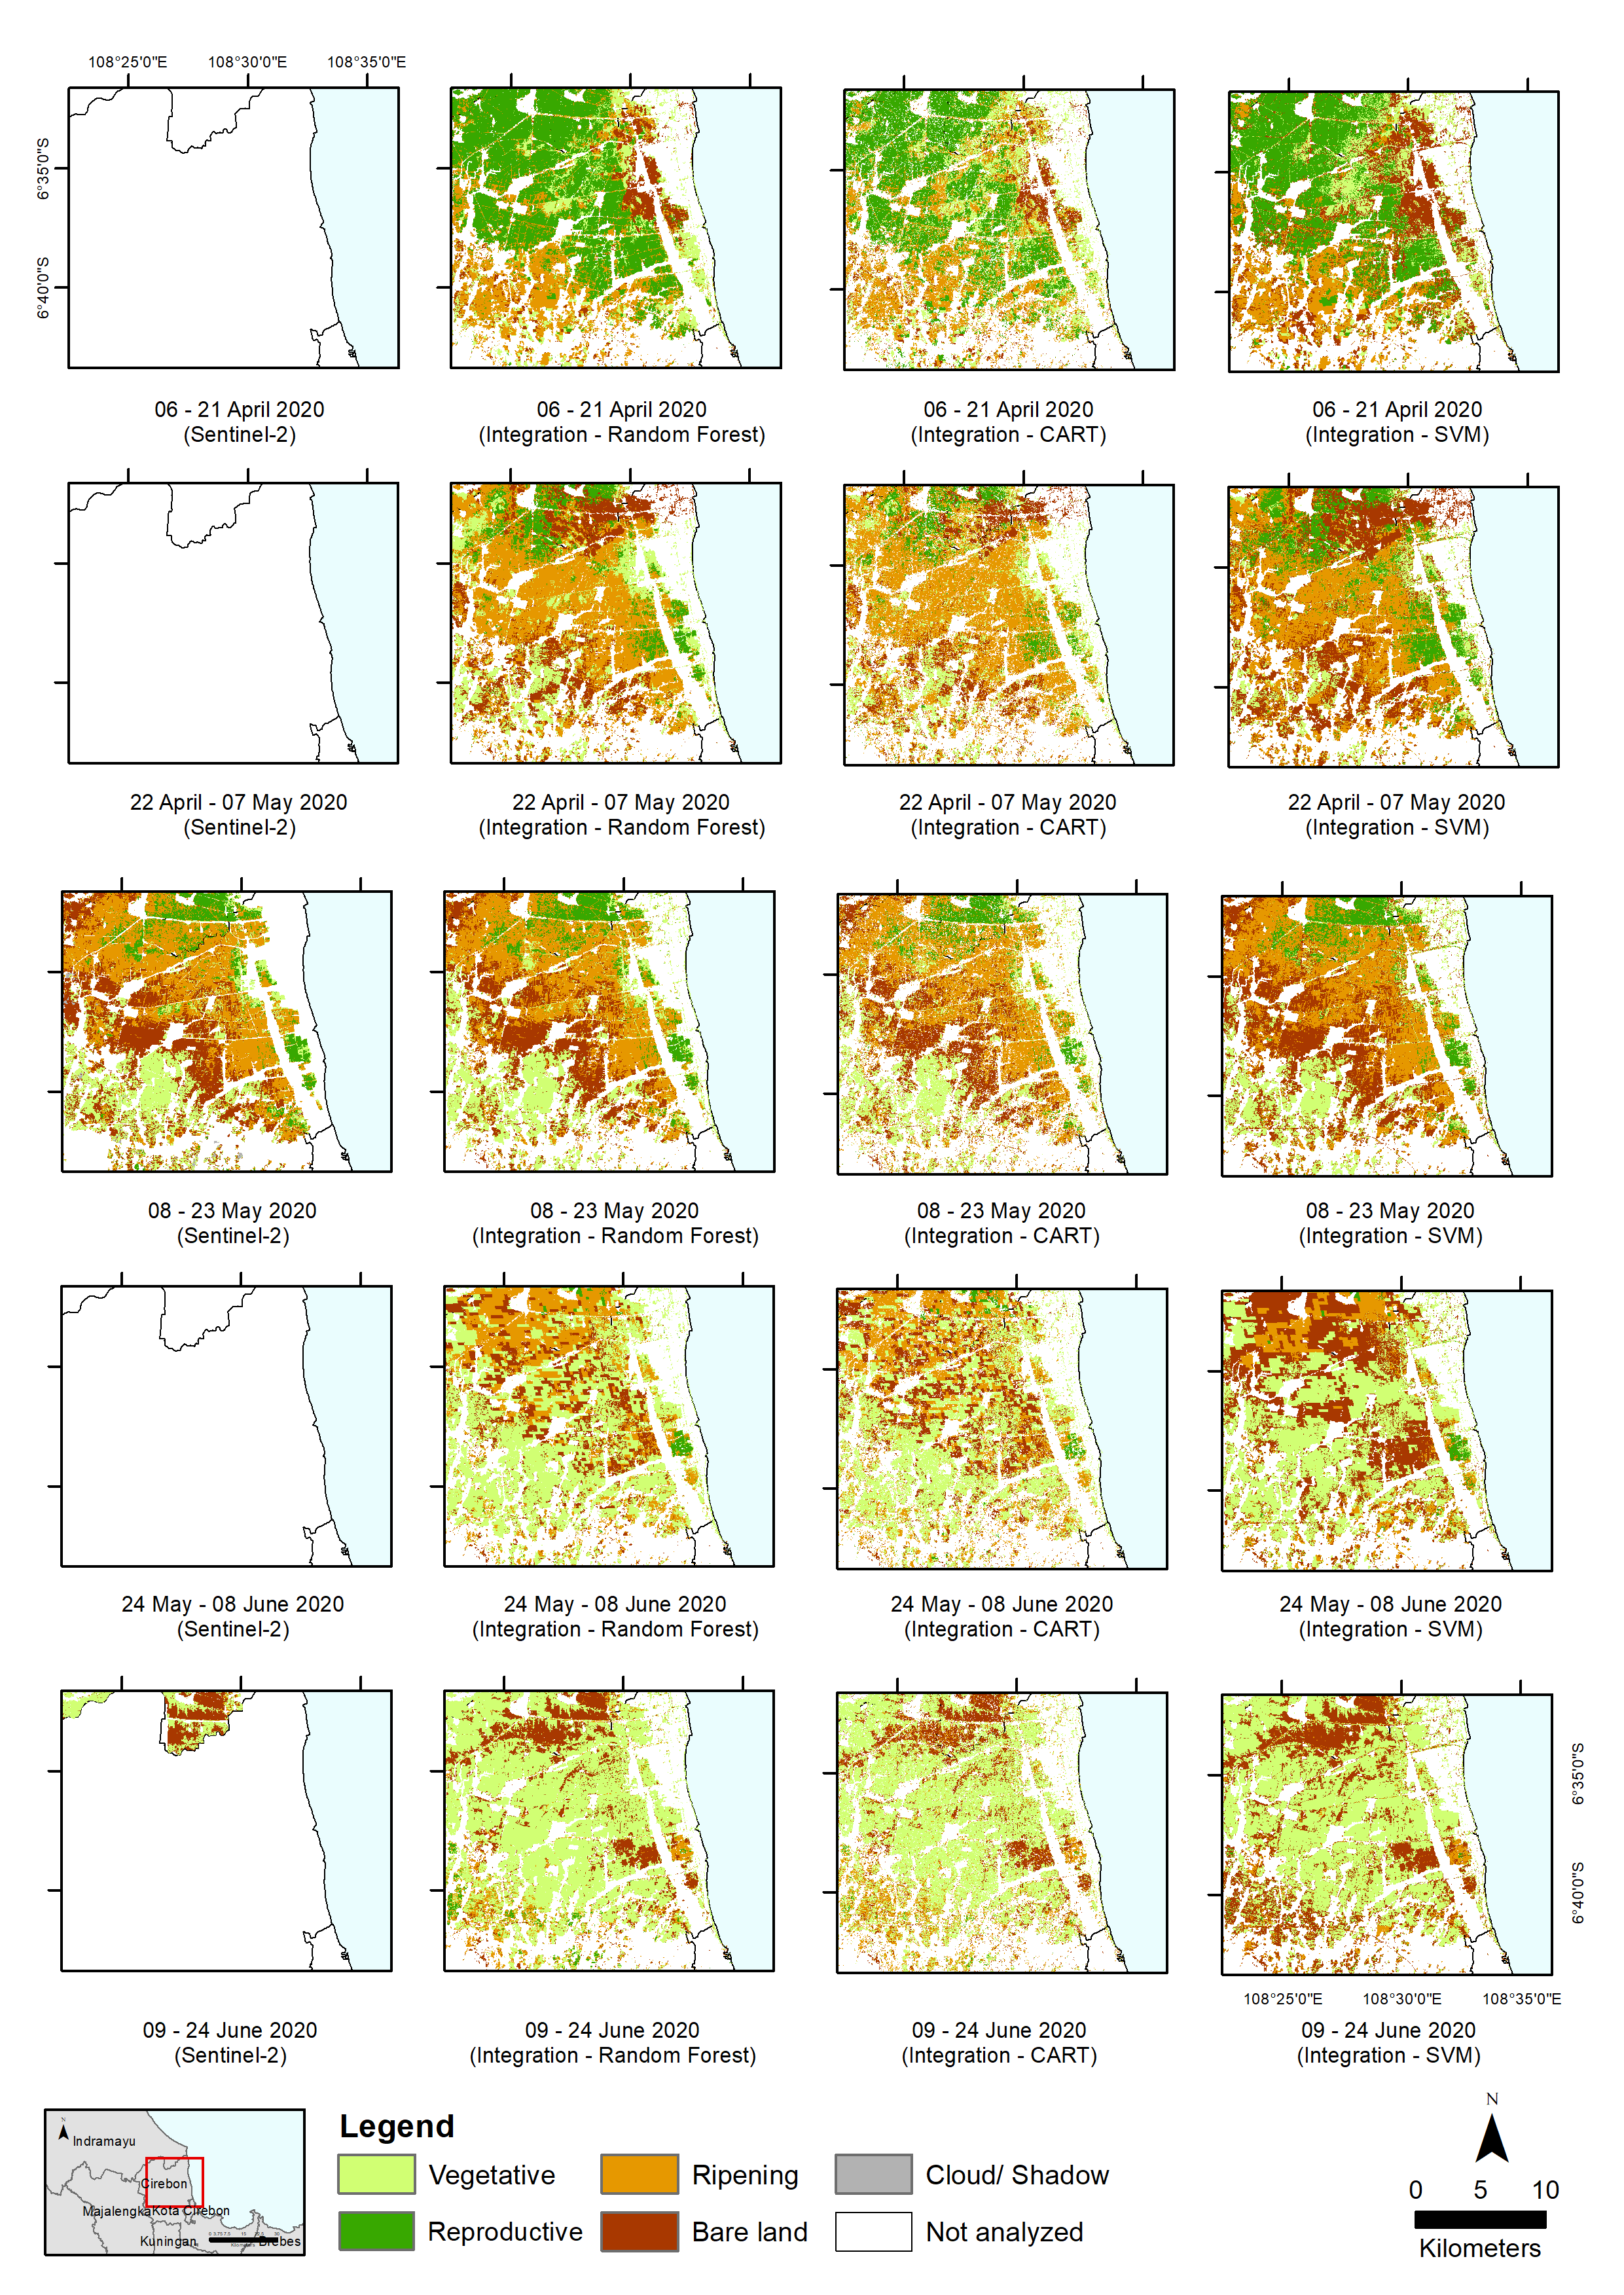 108°25'0"E 108°30'0"E 108°35'0"E
6°35'0"S
6°40'0"S
06 - 21 April 2020
(Sentinel-2)
06 - 21 April 2020
(Integration - Random Forest)
06 - 21 April 2020
(Integration - CART)
06 - 21 April 2020
(Integration - SVM)
22 April - 07 May 2020
(Sentinel-2)
22 April - 07 May 2020
(Integration - Random Forest)
22 April - 07 May 2020
(Integration - CART)
22 April - 07 May 2020
(Integration - SVM)
08 - 23 May 2020
(Sentinel-2)
08 - 23 May 2020
(Integration - Random Forest)
08 - 23 May 2020
(Integration - CART)
08 - 23 May 2020
(Integration - SVM)
24 May - 08 June 2020
(Sentinel-2)
24 May - 08 June 2020
(Integration - Random Forest)
24 May - 08 June 2020
(Integration - CART)
24 May - 08 June 2020
(Integration - SVM)
6°35'0"S
6°40'0"S
108°25'0"E 108°30'0"E 108°35'0"E
09 - 24 June 2020
(Sentinel-2)
09 - 24 June 2020
(Integration - Random Forest)
09 - 24 June 2020
(Integration - CART)
09 - 24 June 2020
(Integration - SVM)
N
Indramayu
Cirebon
Majalengka
Kota Cirebon
Kuningan
Brebes
Legend
Vegetative
Ripening
Cloud/ Shadow
Reproductive
Bare land
Not analyzed
N
0 5 10
Kilometers